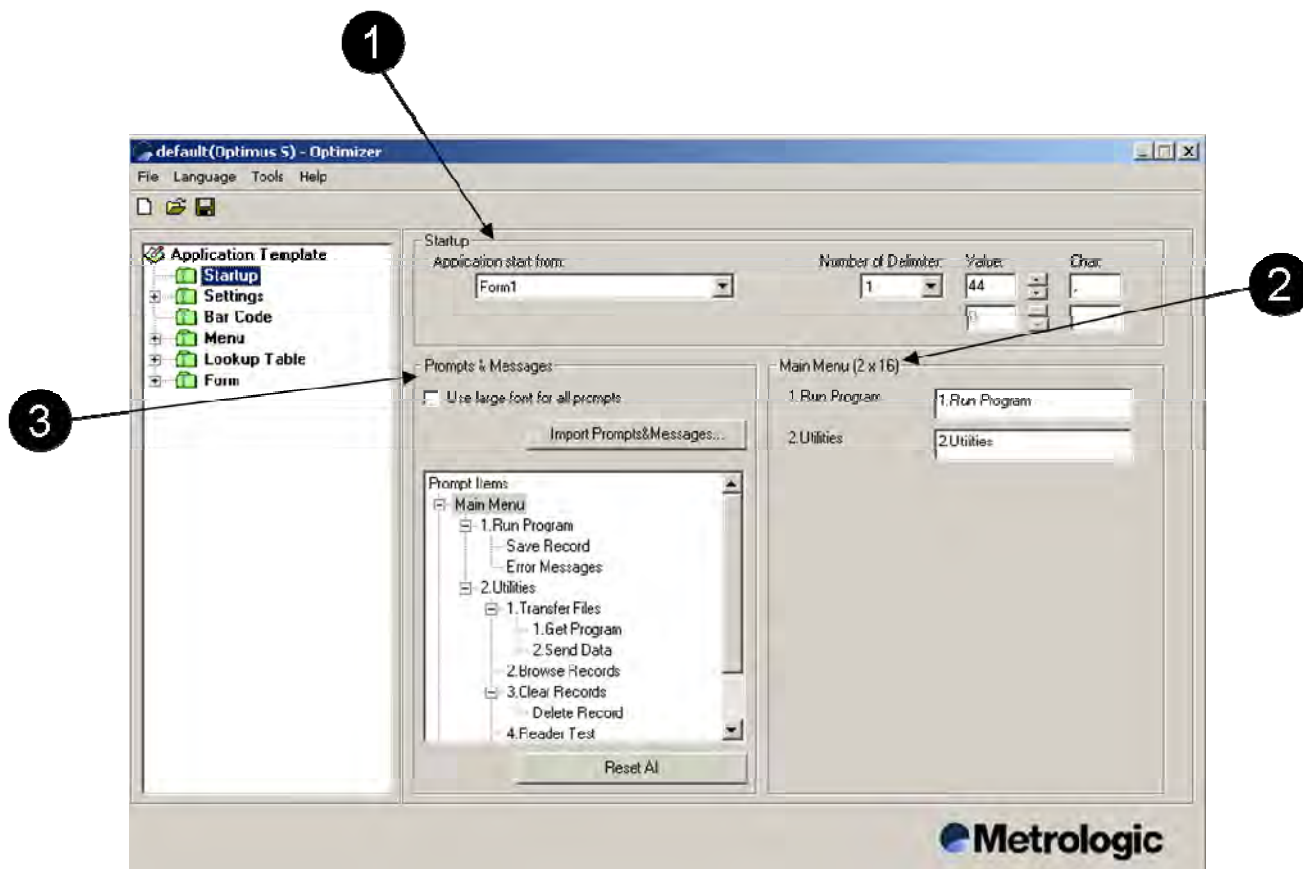 1
default(Optimus S) - Optimizer
File Language Tools Help
Application Template
Startup
Settings
Bar Code
Menu
Lookup Table
Form
Startup
Application start from:
Number of Delimiter:
Value:
Char:
Form1
1
44
,
0
2
Prompts & Messages
Use large font for all prompts
Import Prompts&Messages...
Prompt Items
Main Menu
1.Run Program
Save Record
Error Messages
2.Utilities
1.Transfer Files
1.Get Program
2.Send Data
2.Browse Records
3.Clear Records
Delete Record
4.Reader Test
Reset All
Main Menu (2 x 16)
1.Run Program
1.Run Program
2.Utilities
2.Utilities
3
Metrologic